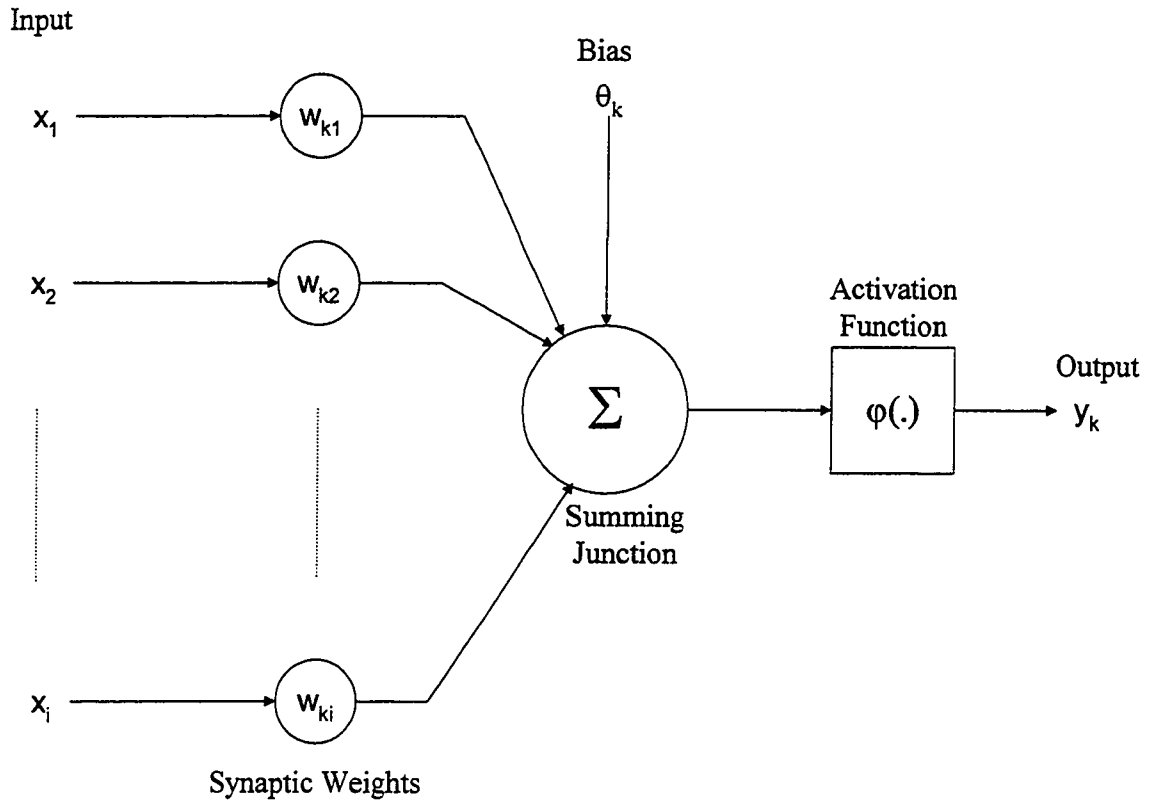 Input
Bias
θk
x1
wk1
x2
wk2
Activation
Function
Output
Σ
φ(.)
yk
Summing
Junction
xi
wki
Synaptic Weights